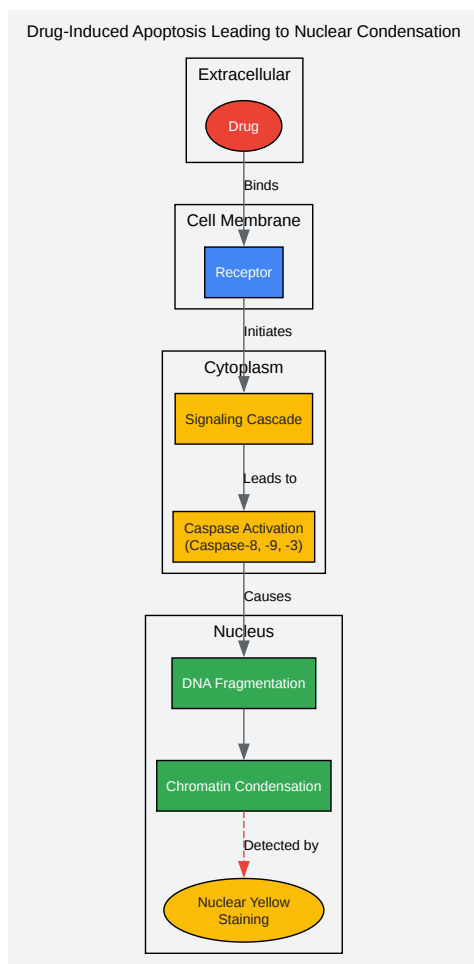 Drug-Induced Apoptosis Leading to Nuclear Condensation
Extracellular
Drug
Binds
Cell Membrane
Receptor
Initiates
Cytoplasm
Signaling Cascade
Leads to
Caspase Activation
(Caspase-8, -9, -3)
Causes
Nucleus
DNA Fragmentation
Chromatin Condensation
Detected by
Nuclear Yellow
Staining